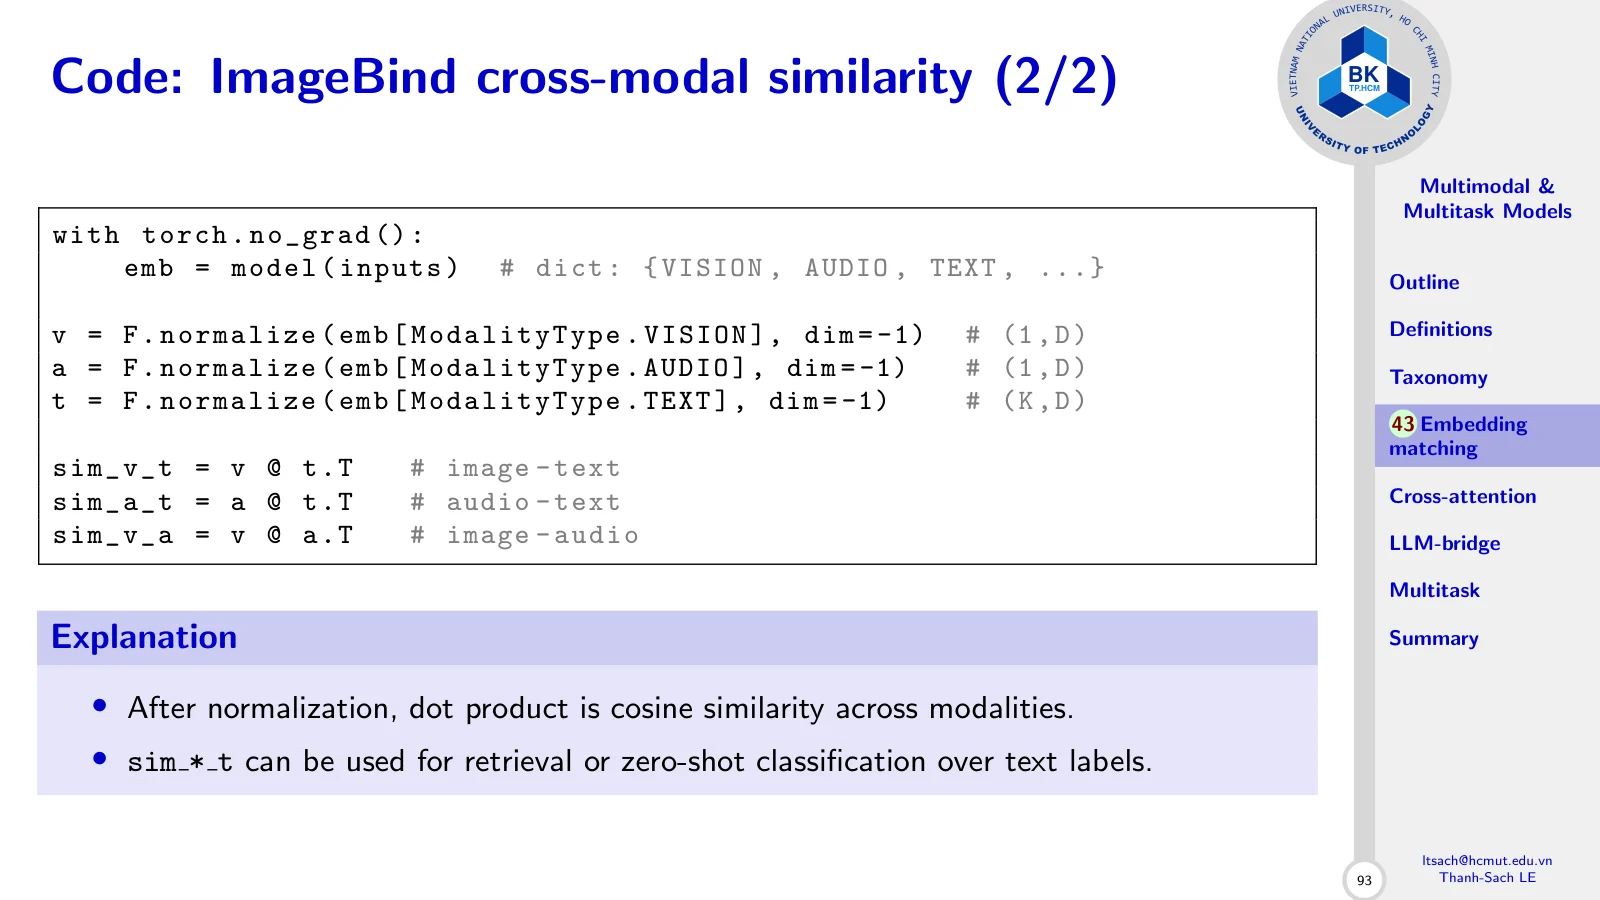 Code: ImageBind cross-modal similarity (2/2)
with torch.no_grad():
    emb = model(inputs)  # dict: {VISION, AUDIO, TEXT, ...}
v = F.normalize(emb[ModalityType.VISION], dim=-1)  # (1,D)
a = F.normalize(emb[ModalityType.AUDIO], dim=-1)   # (1,D)
t = F.normalize(emb[ModalityType.TEXT], dim=-1)    # (K,D)
sim_v_t = v @ t.T   # image-text
sim_a_t = a @ t.T   # audio-text
sim_v_a = v @ a.T   # image-audio
Explanation
• After normalization, dot product is cosine similarity across modalities.
• sim_*_t can be used for retrieval or zero-shot classification over text labels.
VIETNAM NATIONAL UNIVERSITY, HO CHI MINH CITY
UNIVERSITY OF TECHNOLOGY
BK
TP.HCM
Multimodal &
Multitask Models
Outline
Definitions
Taxonomy
43 Embedding
matching
Cross-attention
LLM-bridge
Multitask
Summary
ltsach@hcmut.edu.vn
Thanh-Sach LE
93